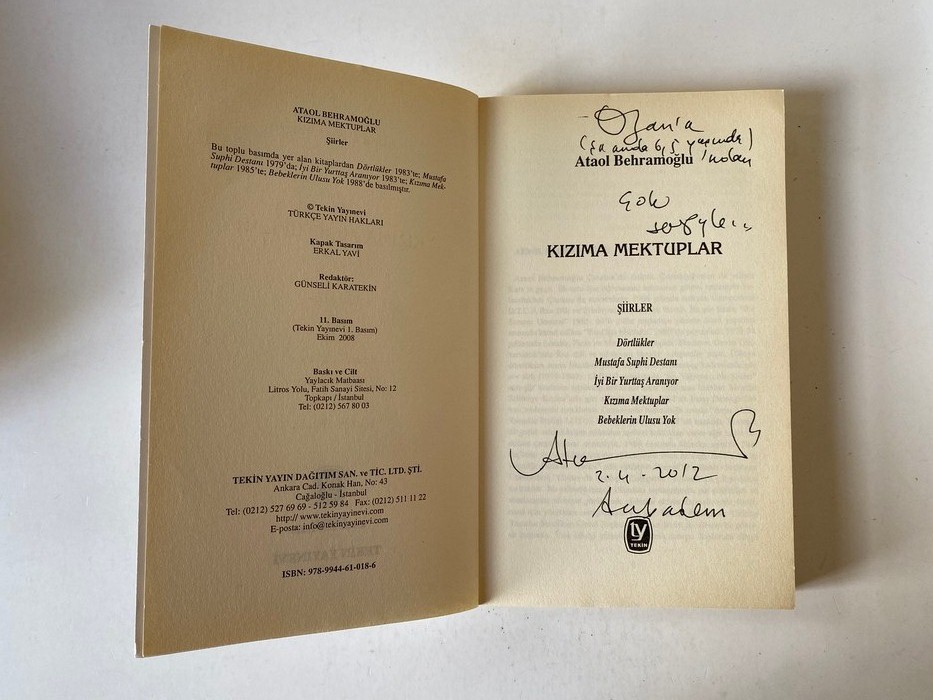 ATAOL BEHRAMOĞLU
KIZIMA MEKTUPLAR
Şiirler
Bu toplu basımda yer alan kitaplardan Dörtlükler 1983'te; Mustafa
Suphi Destanı 1979'da; İyi Bir Yurttaş Aranıyor 1983'te; Kızıma Mek-
tuplar 1985'te; Bebeklerin Ulusu Yok 1988'de basılmıştır.
© Tekin Yayınevi
TÜRKÇE YAYIN HAKLARI
Kapak Tasarım
ERKAL YAVİ
Redaktör:
GÜNSELİ KARATEKİN
11. Basım
(Tekin Yayınevi 1. Basım)
Ekim 2008
Baskı ve Cilt
Yaylacık Matbaası
Litros Yolu, Fatih Sanayi Sitesi, No: 12
Topkapı / İstanbul
Tel: (0212) 567 80 03
TEKİN YAYIN DAĞITIM SAN. ve TİC. LTD. ŞTİ.
Ankara Cad. Konak Han, No: 43
Cağaloğlu - İstanbul
Tel: (0212) 527 69 69 - 512 59 84 Fax: (0212) 511 11 22
http:// www.tekinyayinevi.com
E-posta: info@tekinyayinevi.com
ISBN: 978-9944-61-018-6
Ozan'a
(şu anda 6,5 yaşında)
Ataol Behramoğlu 'ndan
Çok
sevgiyle..
KIZIMA MEKTUPLAR
ŞİİRLER
Dörtlükler
Mustafa Suphi Destanı
İyi Bir Yurttaş Aranıyor
Kızıma Mektuplar
Bebeklerin Ulusu Yok
2.4.2012
ty
TEKİN